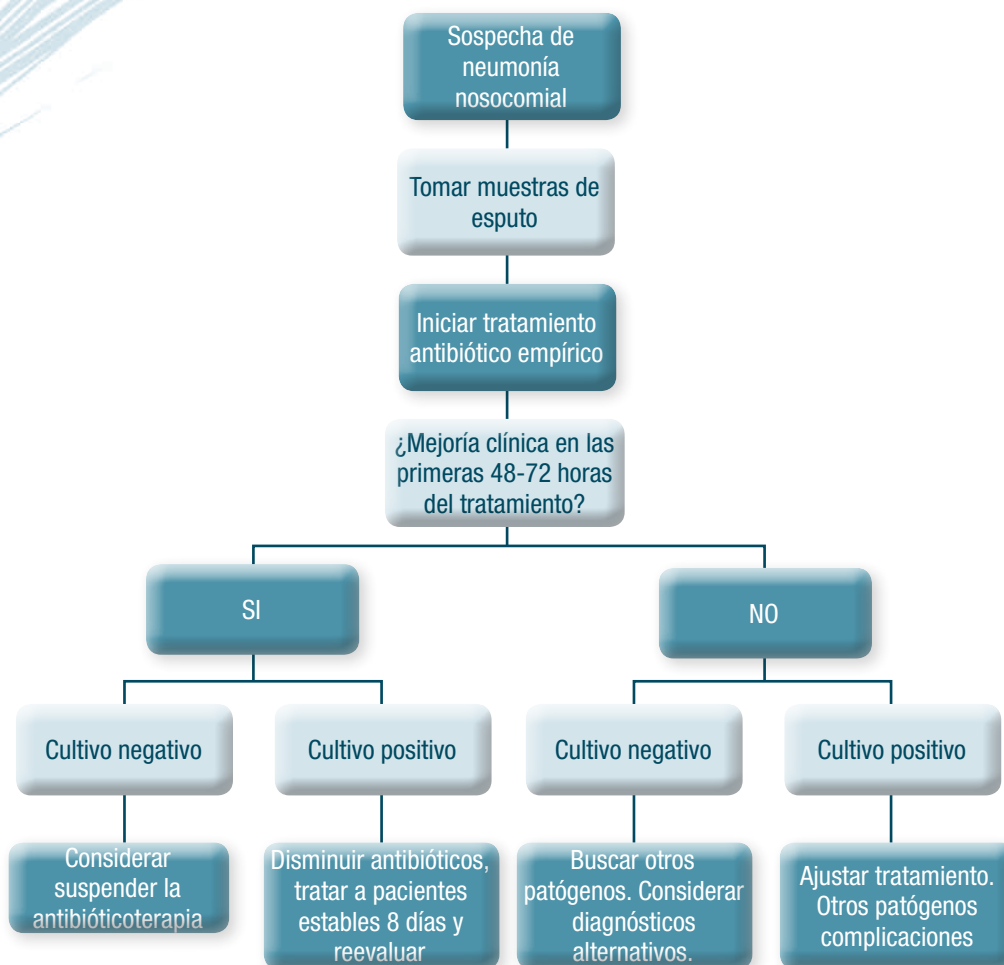 Sospecha de
neumonía
nosocomial
Tomar muestras de
esputo
Iniciar tratamiento
antibiótico empírico
¿Mejoría clínica en las
primeras 48-72 horas
del tratamiento?
SI
NO
Cultivo negativo
Cultivo positivo
Cultivo negativo
Cultivo positivo
Considerar
suspender la
antibióticoterapia
Disminuir antibióticos,
tratar a pacientes
estables 8 días y
reevaluar
Buscar otros
patógenos. Considerar
diagnósticos
alternativos.
Ajustar tratamiento.
Otros patógenos
complicaciones